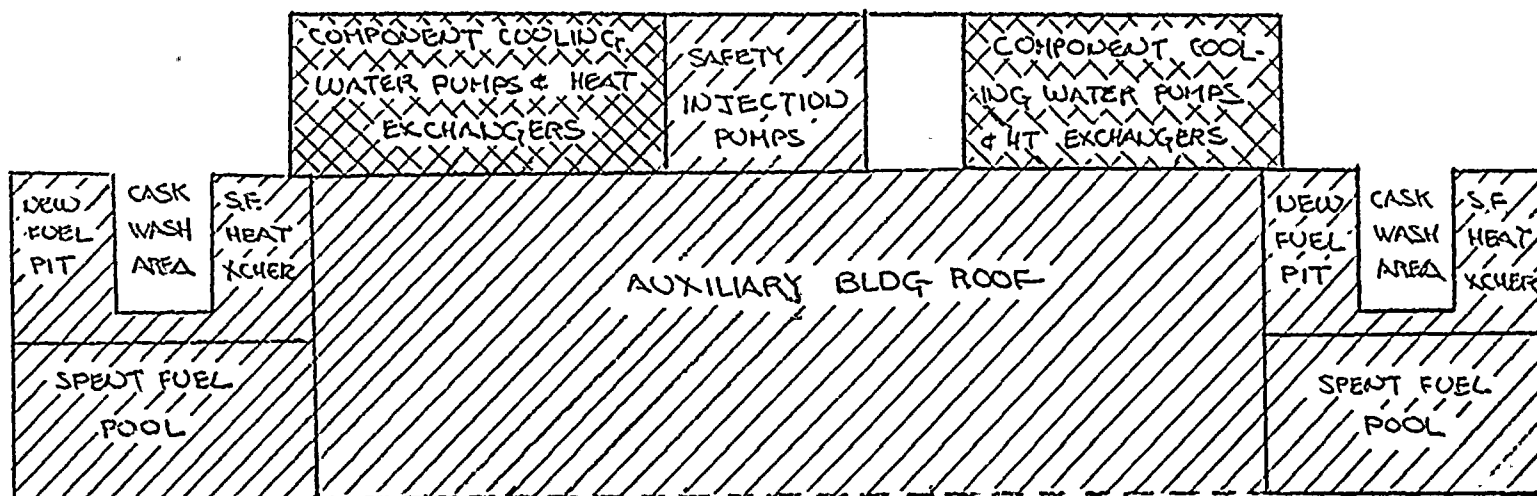 COMPONENT COOLING
WATER PUMPS & HEAT
EXCHANGERS
SAFETY
INJECTION
PUMPS
COMPONENT COOL-
ING WATER PUMPS
& HT EXCHANGERS
NEW
FUEL
PIT
CASK
WASH
AREA
S.F.
HEAT
XCHER
AUXILIARY BLDG ROOF
NEW
FUEL
PIT
CASK
WASH
AREA
S.F.
HEAT
XCHER
SPENT FUEL
POOL
SPENT FUEL
POOL